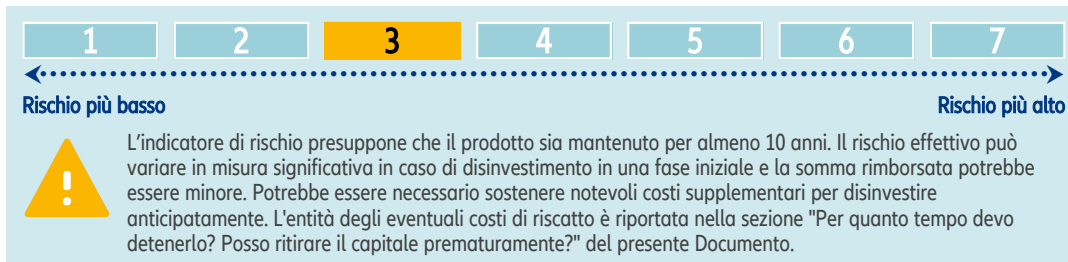 1 2 3 4 5 6 7
Rischio più basso Rischio più alto
L'indicatore di rischio presuppone che il prodotto sia mantenuto per almeno 10 anni. Il rischio effettivo può
variare in misura significativa in caso di disinvestimento in una fase iniziale e la somma rimborsata potrebbe
essere minore. Potrebbe essere necessario sostenere notevoli costi supplementari per disinvestire
anticipatamente. L'entità degli eventuali costi di riscatto è riportata nella sezione "Per quanto tempo devo
detenerlo? Posso ritirare il capitale prematuramente?" del presente Documento.